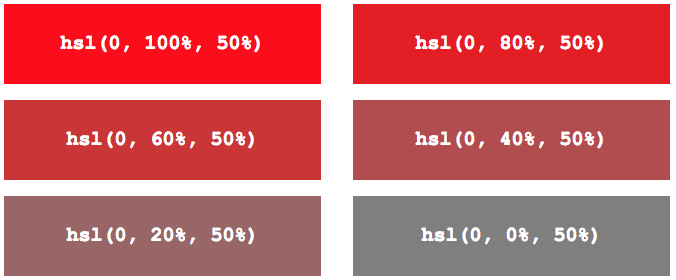 hsl(0, 100%, 50%)
hsl(0, 80%, 50%)
hsl(0, 60%, 50%)
hsl(0, 40%, 50%)
hsl(0, 20%, 50%)
hsl(0, 0%, 50%)